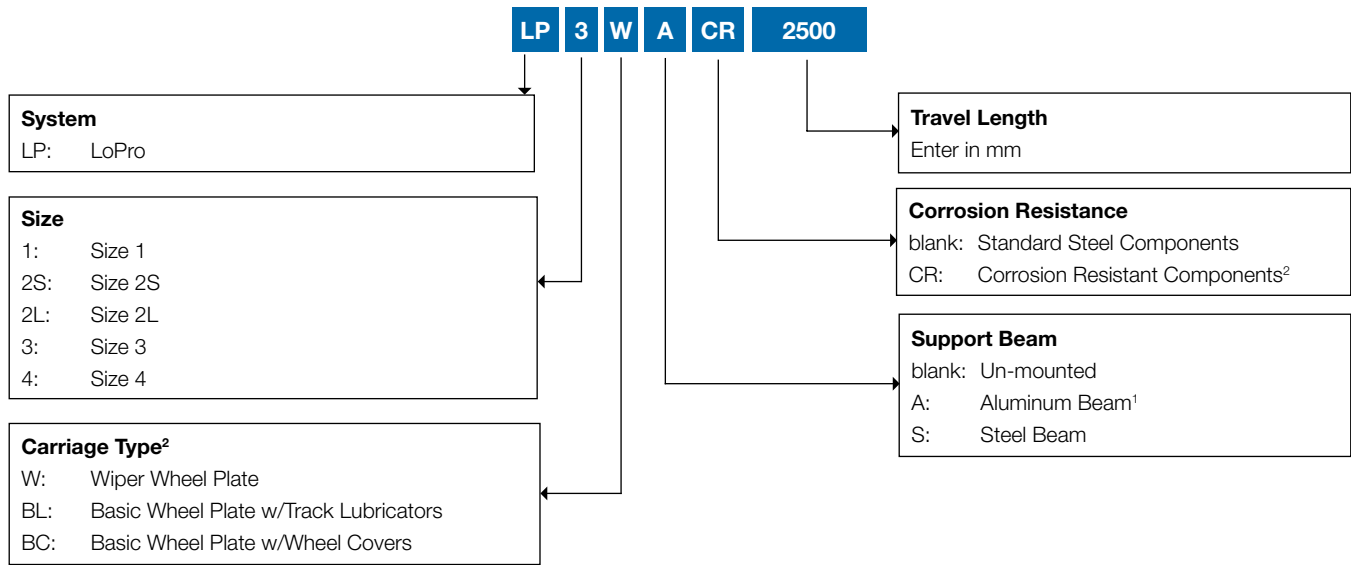 LP 3 W A CR 2500
System
LP: LoPro
Size
1: Size 1
2S: Size 2S
2L: Size 2L
3: Size 3
4: Size 4
Carriage Type²
W: Wiper Wheel Plate
BL: Basic Wheel Plate w/Track Lubricators
BC: Basic Wheel Plate w/Wheel Covers
Travel Length
Enter in mm
Corrosion Resistance
blank: Standard Steel Components
CR: Corrosion Resistant Components²
Support Beam
blank: Un-mounted
A: Aluminum Beam¹
S: Steel Beam